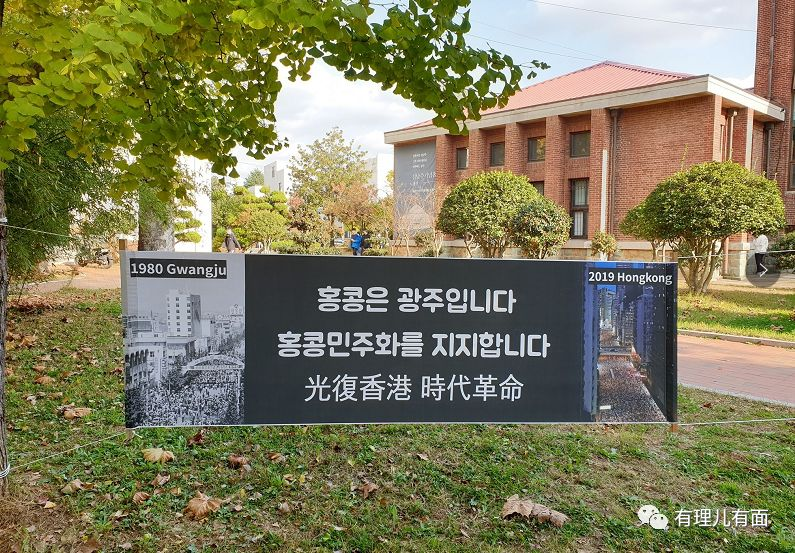 1980 Gwangju
2019 Hongkong
홍콩은 광주입니다
홍콩민주화를 지지합니다
光復香港 時代革命
有理儿有面